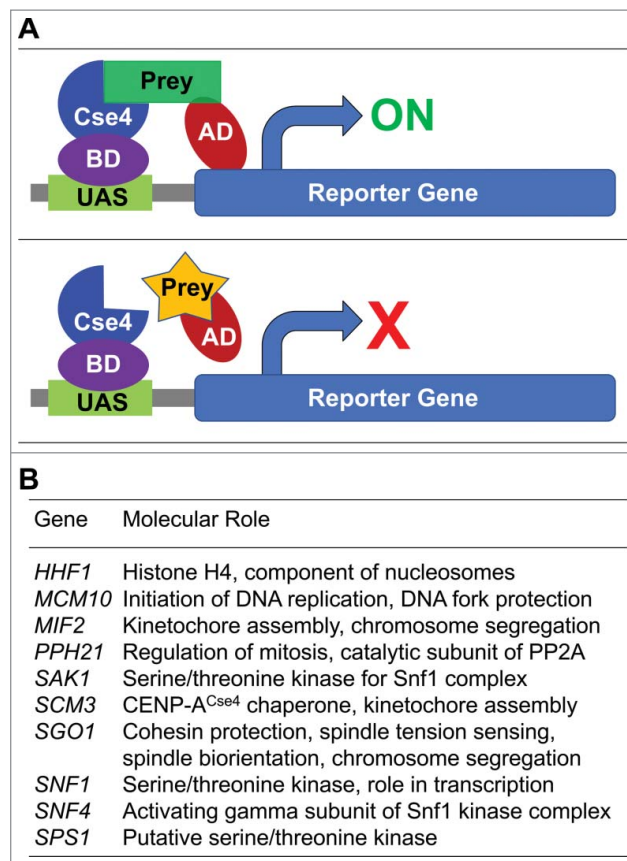 A
Prey
Cse4
AD
ON
BD
UAS
Reporter Gene
Prey
Cse4
AD
X
BD
UAS
Reporter Gene
B
Gene Molecular Role
HHF1 Histone H4, component of nucleosomes
MCM10 Initiation of DNA replication, DNA fork protection
MIF2 Kinetochore assembly, chromosome segregation
PPH21 Regulation of mitosis, catalytic subunit of PP2A
SAK1 Serine/threonine kinase for Snf1 complex
SCM3 CENP-A^Cse4 chaperone, kinetochore assembly
SGO1 Cohesin protection, spindle tension sensing,
spindle biorientation, chromosome segregation
SNF1 Serine/threonine kinase, role in transcription
SNF4 Activating gamma subunit of Snf1 kinase complex
SPS1 Putative serine/threonine kinase